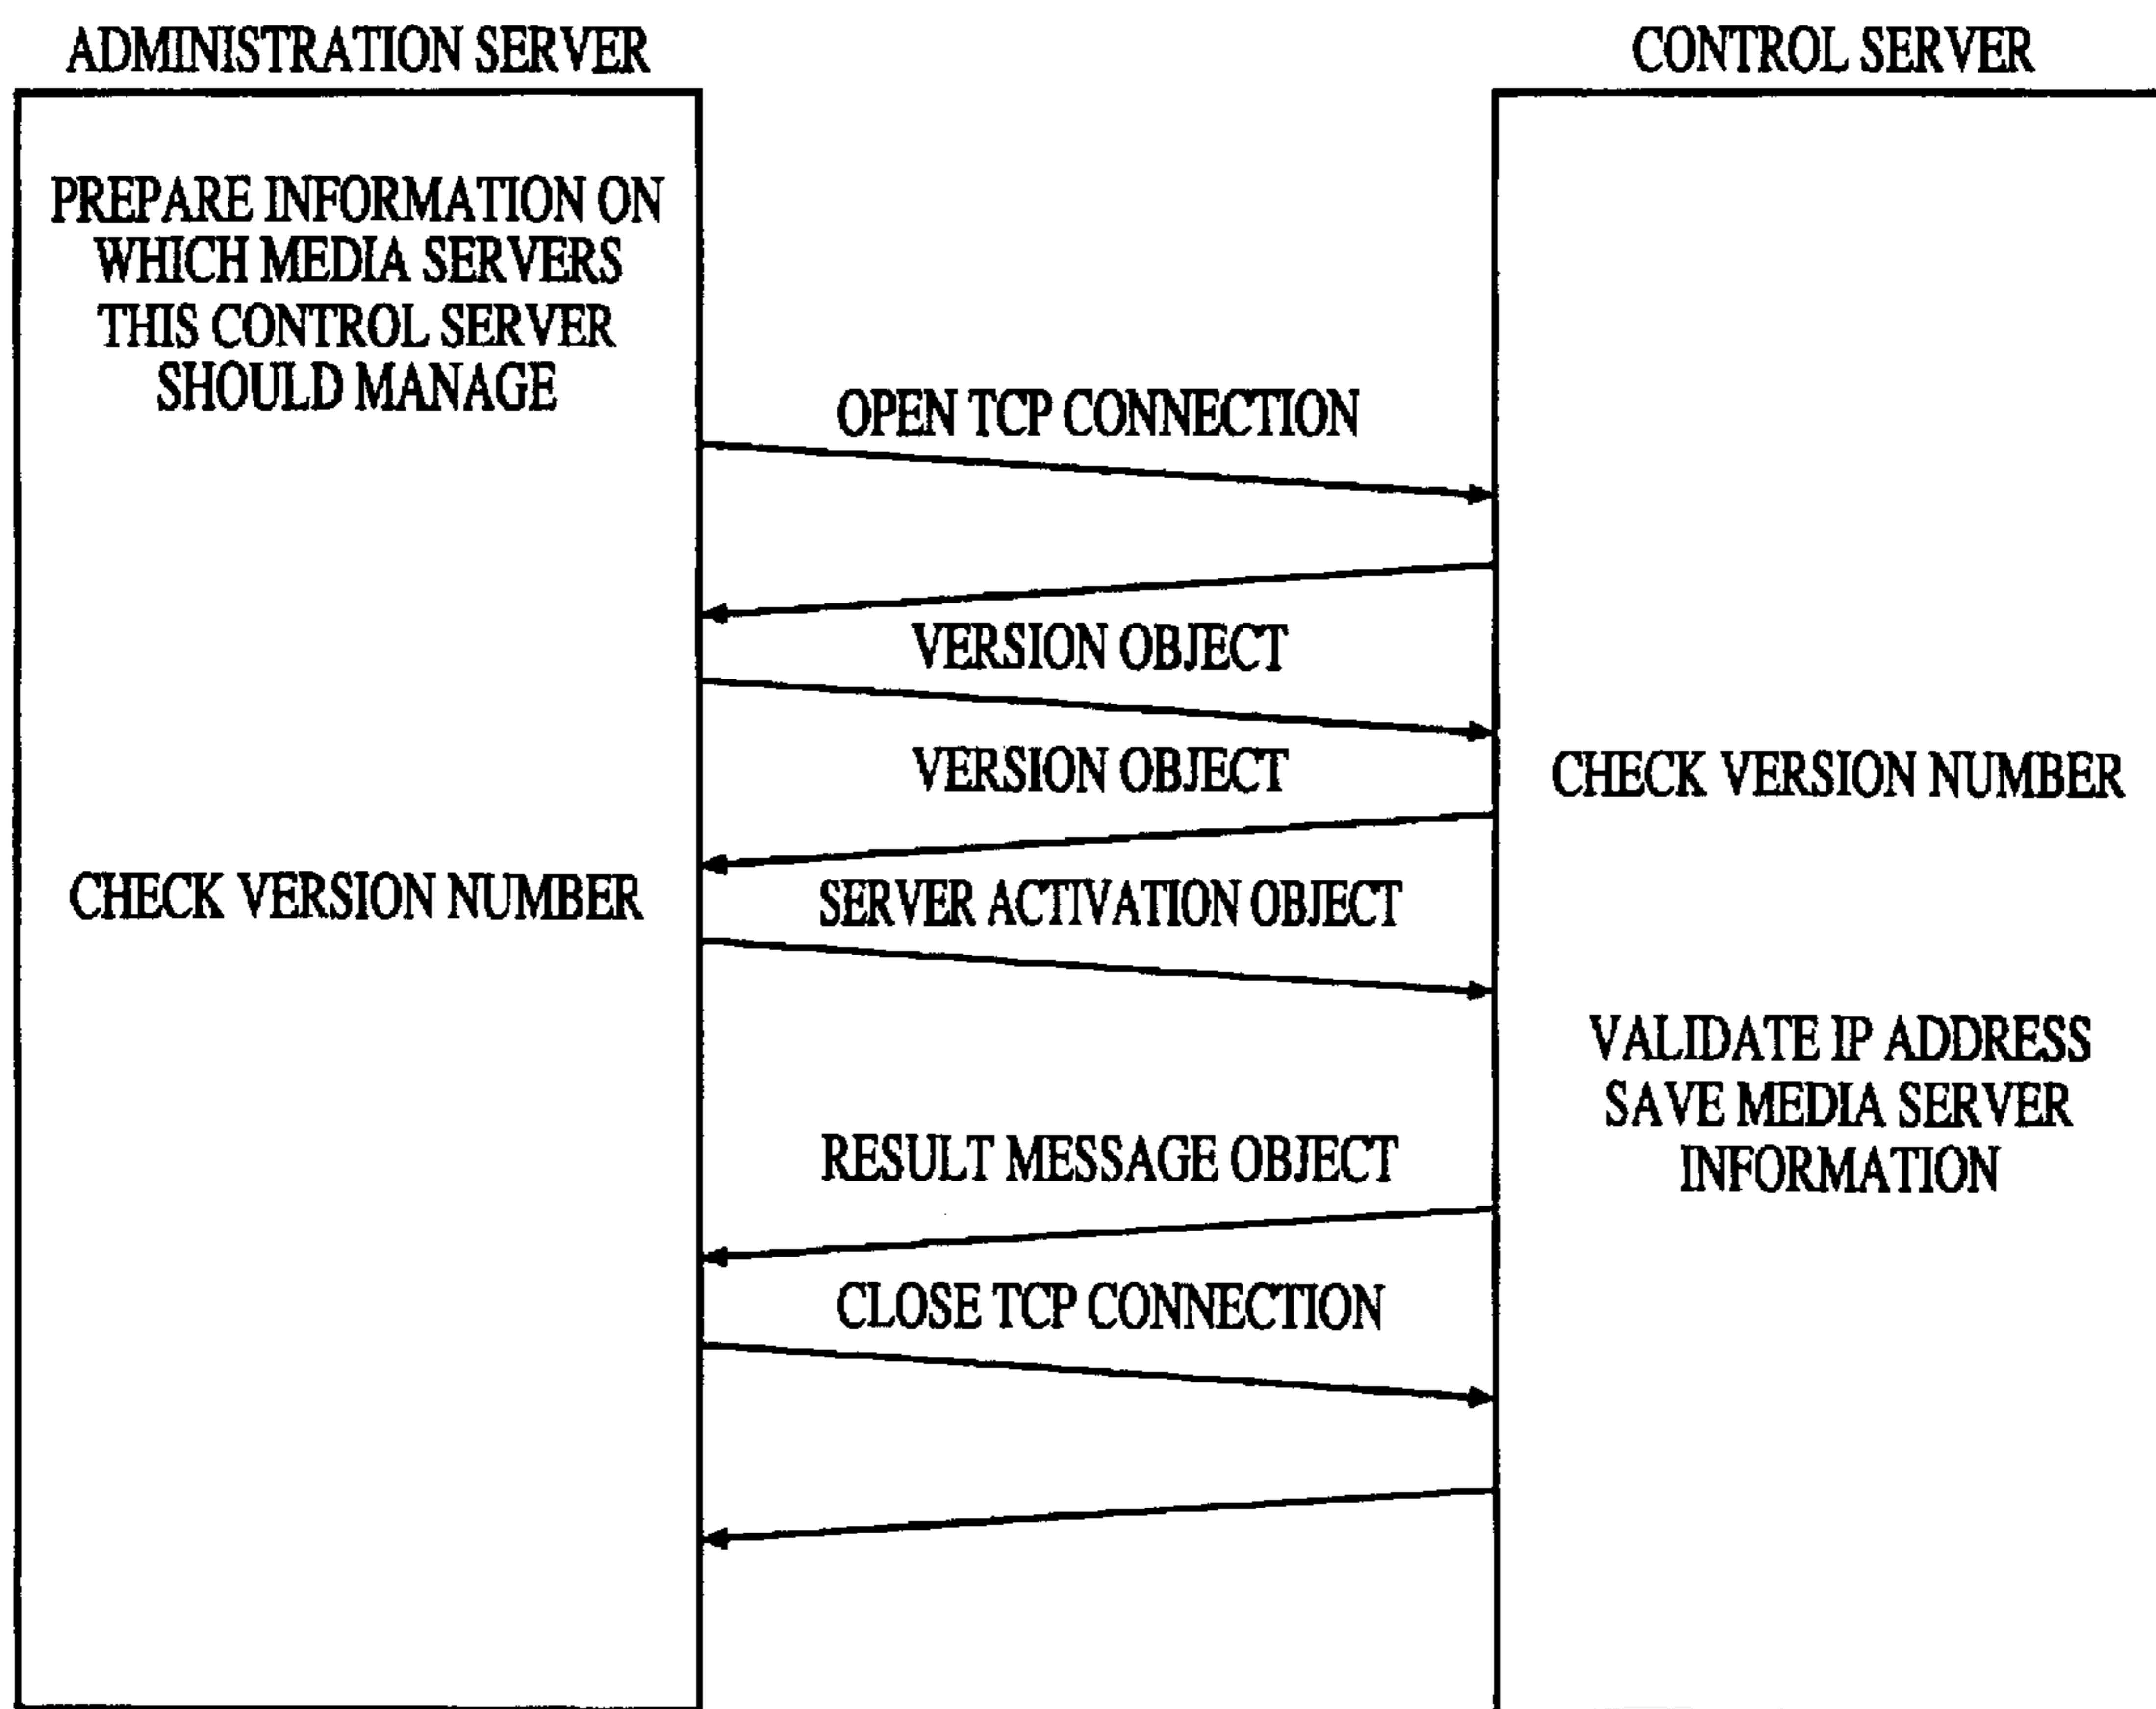 ADMINISTRATION SERVER
CONTROL SERVER
PREPARE INFORMATION ON
WHICH MEDIA SERVERS
THIS CONTROL SERVER
SHOULD MANAGE
OPEN TCP CONNECTION
VERSION OBJECT
VERSION OBJECT
CHECK VERSION NUMBER
CHECK VERSION NUMBER
SERVER ACTIVATION OBJECT
VALIDATE IP ADDRESS
SAVE MEDIA SERVER
INFORMATION
RESULT MESSAGE OBJECT
CLOSE TCP CONNECTION